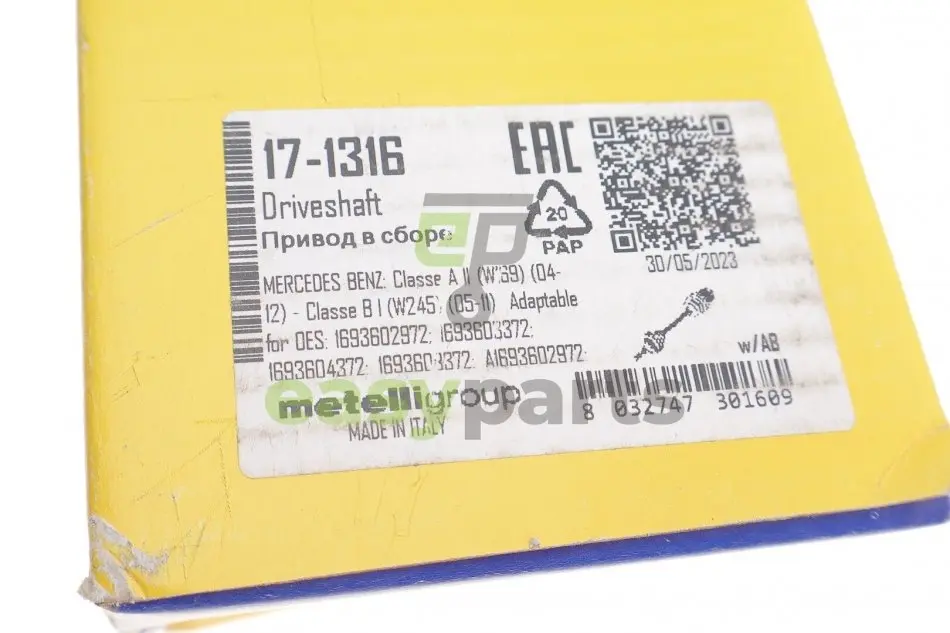 17-1316
EAC
Driveshaft
Привод в сборе
20
PAP
30/05/2023
MERCEDES BENZ: Classe A II (W169) (04-
12) - Classe B I (W245) (05-11) Adaptable
for OES: 1693602972; 1693603372;
1693604372; 1693608372; A1693602972;
w/AB
metelligroup
MADE IN ITALY
8 032747 301609
easyparts